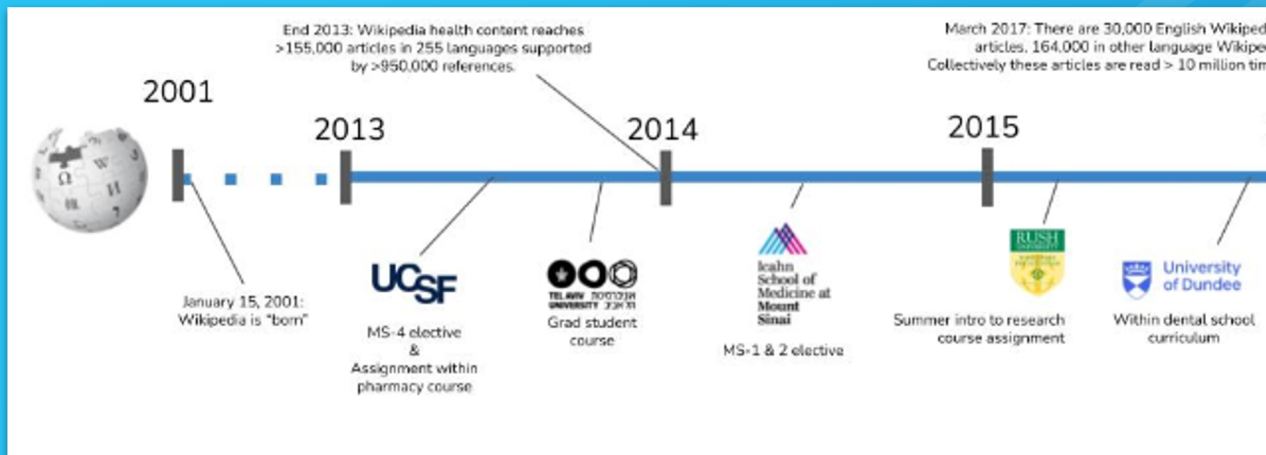 End 2013: Wikipedia health content reaches
>155,000 articles in 255 languages supported
by >950,000 references.
March 2017: There are 30,000 English Wikiped
articles, 164,000 in other language Wikipe
Collectively these articles are read > 10 million tim
2001
2013
2014
2015
Ω
W
И
January 15, 2001:
Wikipedia is “born”
UCSF
MS-4 elective
&
Assignment within
pharmacy course
TEL AVIV אוניברסיטת
UNIVERSITY תל אביב
Grad student
course
Icahn
School of
Medicine at
Mount
Sinai
MS-1 & 2 elective
RUSH
UNIVERSITY
Summer intro to research
course assignment
University
of Dundee
Within dental school
curriculum